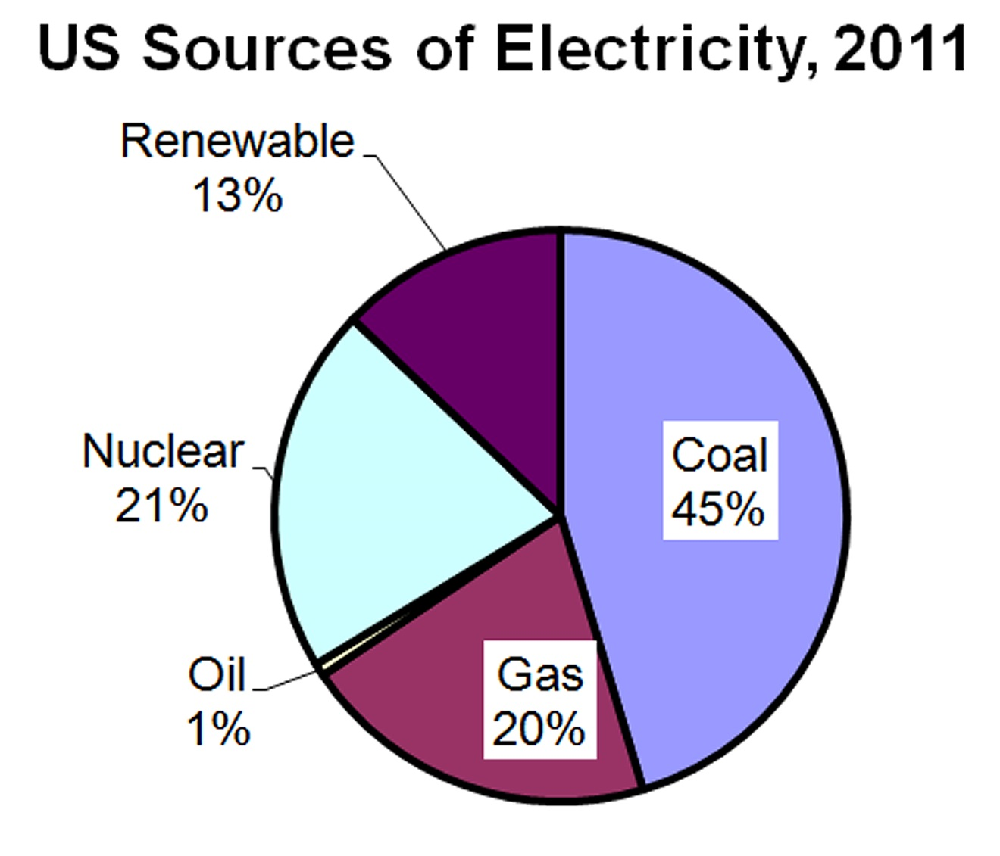 US Sources of Electricity, 2011
Renewable
13%
Nuclear
21%
Coal
45%
Oil
1%
Gas
20%